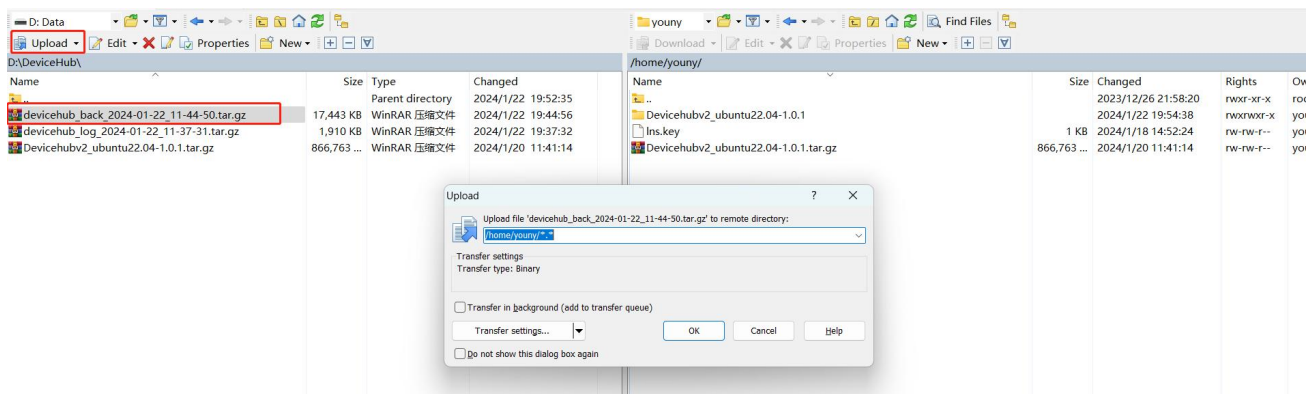 D: Data
youny
Find Files
Upload
Edit
Properties
New
Download
Edit
Properties
New
D:\DeviceHub\
/home/youny/
Name Size Type Changed
.. Parent directory 2024/1/22 19:52:35
devicehub_back_2024-01-22_11-44-50.tar.gz 17,443 KB WinRAR 压缩文件 2024/1/22 19:44:56
devicehub_log_2024-01-22_11-37-31.tar.gz 1,910 KB WinRAR 压缩文件 2024/1/22 19:37:32
Devicehubv2_ubuntu22.04-1.0.1.tar.gz 866,763 ... WinRAR 压缩文件 2024/1/20 11:41:14
Name Size Changed Rights Ow
.. 2023/12/26 21:58:20 rwxr-xr-x roo
Devicehubv2_ubuntu22.04-1.0.1 2024/1/22 19:54:38 rwxrwxr-x you
lns.key 1 KB 2024/1/18 14:52:24 rw-rw-r-- you
Devicehubv2_ubuntu22.04-1.0.1.tar.gz 866,763 ... 2024/1/20 11:41:14 rw-rw-r-- you
Upload ?
Upload file 'devicehub_back_2024-01-22_11-44-50.tar.gz' to remote directory:
/home/youny/*.*
Transfer settings
Transfer type: Binary
Transfer in background (add to transfer queue)
Transfer settings... OK Cancel Help
Do not show this dialog box again